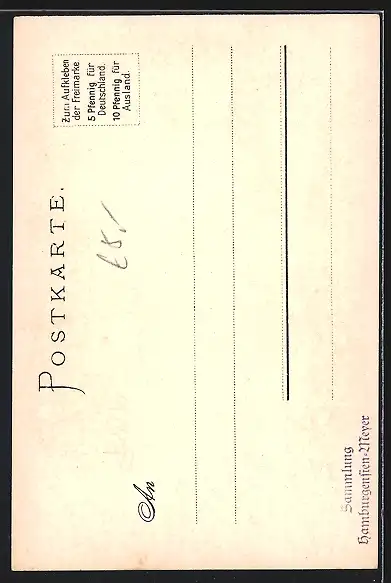 POSTKARTE.
Zum Aufkleben
der Freimarke
5 Pfennig für
Deutschland.
10 Pfennig für
Ausland.
An
Sammlung
Hamburgensien-Meyer